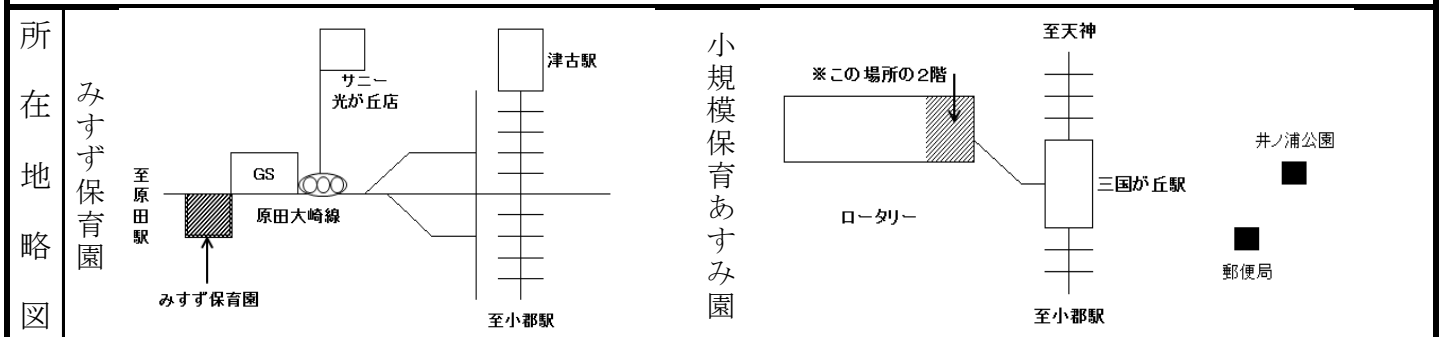 所在地略図
みすず保育園
サニー
光が丘店
津古駅
GS
至原田駅
原田大崎線
みすず保育園
至小郡駅
小規模保育あすみ園
至天神
※この場所の2階
井ノ浦公園
三国が丘駅
ロータリー
郵便局
至小郡駅